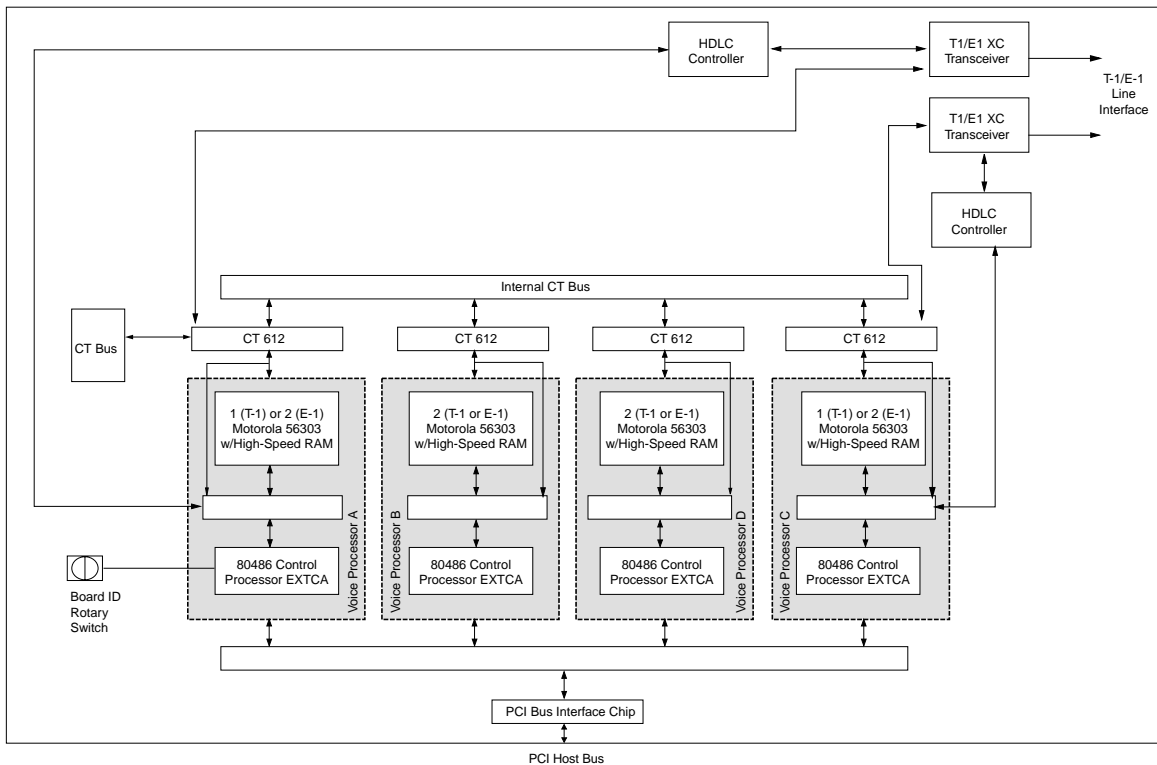 HDLC
Controller
T1/E1 XC
Transceiver
T-1/E-1
Line
Interface
T1/E1 XC
Transceiver
HDLC
Controller
Internal CT Bus
CT Bus
CT 612
CT 612
CT 612
CT 612
1 (T-1) or 2 (E-1)
Motorola 56303
w/High-Speed RAM
2 (T-1 or E-1)
Motorola 56303
w/High-Speed RAM
2 (T-1 or E-1)
Motorola 56303
w/High-Speed RAM
1 (T-1) or 2 (E-1)
Motorola 56303
w/High-Speed RAM
Voice Processor A
Voice Processor B
Voice Processor D
Voice Processor C
80486 Control
Processor EXTCA
80486 Control
Processor EXTCA
80486 Control
Processor EXTCA
80486 Control
Processor EXTCA
Board ID
Rotary
Switch
PCI Bus Interface Chip
PCI Host Bus